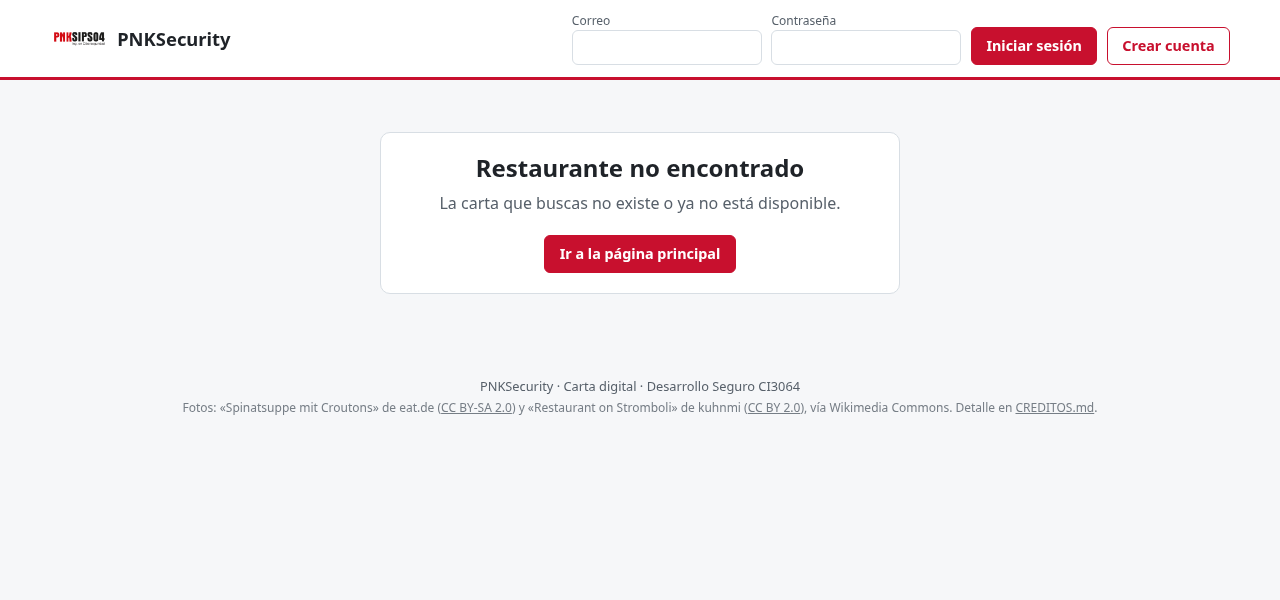 PNKSIPS04
PNKSecurity
Correo
Contraseña
Iniciar sesión
Crear cuenta
Restaurante no encontrado
La carta que buscas no existe o ya no está disponible.
Ir a la página principal
PNKSecurity · Carta digital · Desarrollo Seguro CI3064
Fotos: «Spinatsuppe mit Croutons» de eat.de (CC BY-SA 2.0) y «Restaurant on Stromboli» de kuhnmi (CC BY 2.0), vía Wikimedia Commons. Detalle en CREDITOS.md.